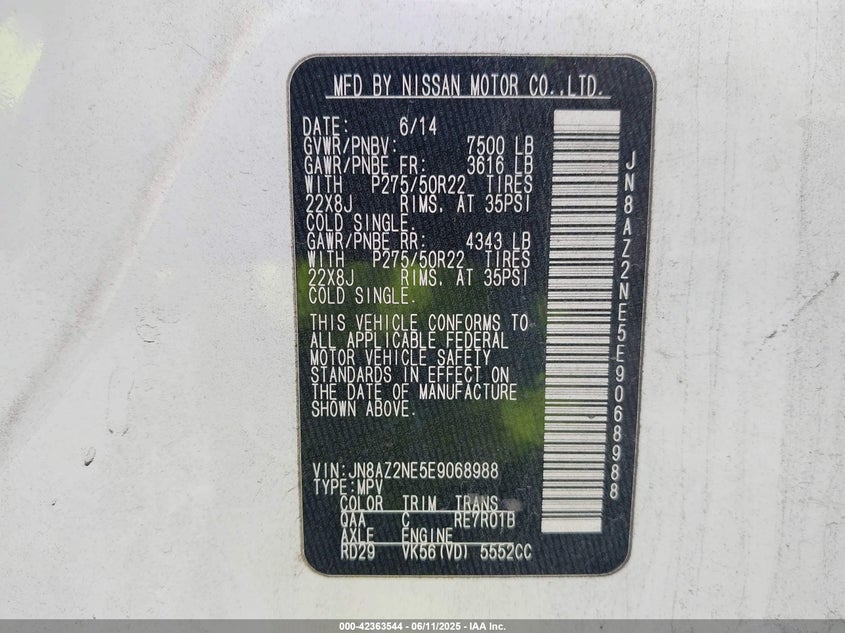 MFD BY NISSAN MOTOR CO.,LTD.
DATE: 6/14
GVWR/PNBV: 7500 LB
GAWR/PNBE FR: 3616 LB
WITH P275/50R22 TIRES
22X8J RIMS, AT 35PSI
COLD SINGLE.
GAWR/PNBE RR: 4343 LB
WITH P275/50R22 TIRES
22X8J RIMS, AT 35PSI
COLD SINGLE.
THIS VEHICLE CONFORMS TO
ALL APPLICABLE FEDERAL
MOTOR VEHICLE SAFETY
STANDARDS IN EFFECT ON
THE DATE OF MANUFACTURE
SHOWN ABOVE.
VIN:JN8AZ2NE5E9068988
TYPE:MPV
COLOR TRIM TRANS
QAA C RE7R01B
AXLE ENGINE
RD29 VK56(VD) 5552CC
JN8AZ2NE5E9068988
000-42363544 - 06/11/2025 - IAA Inc.